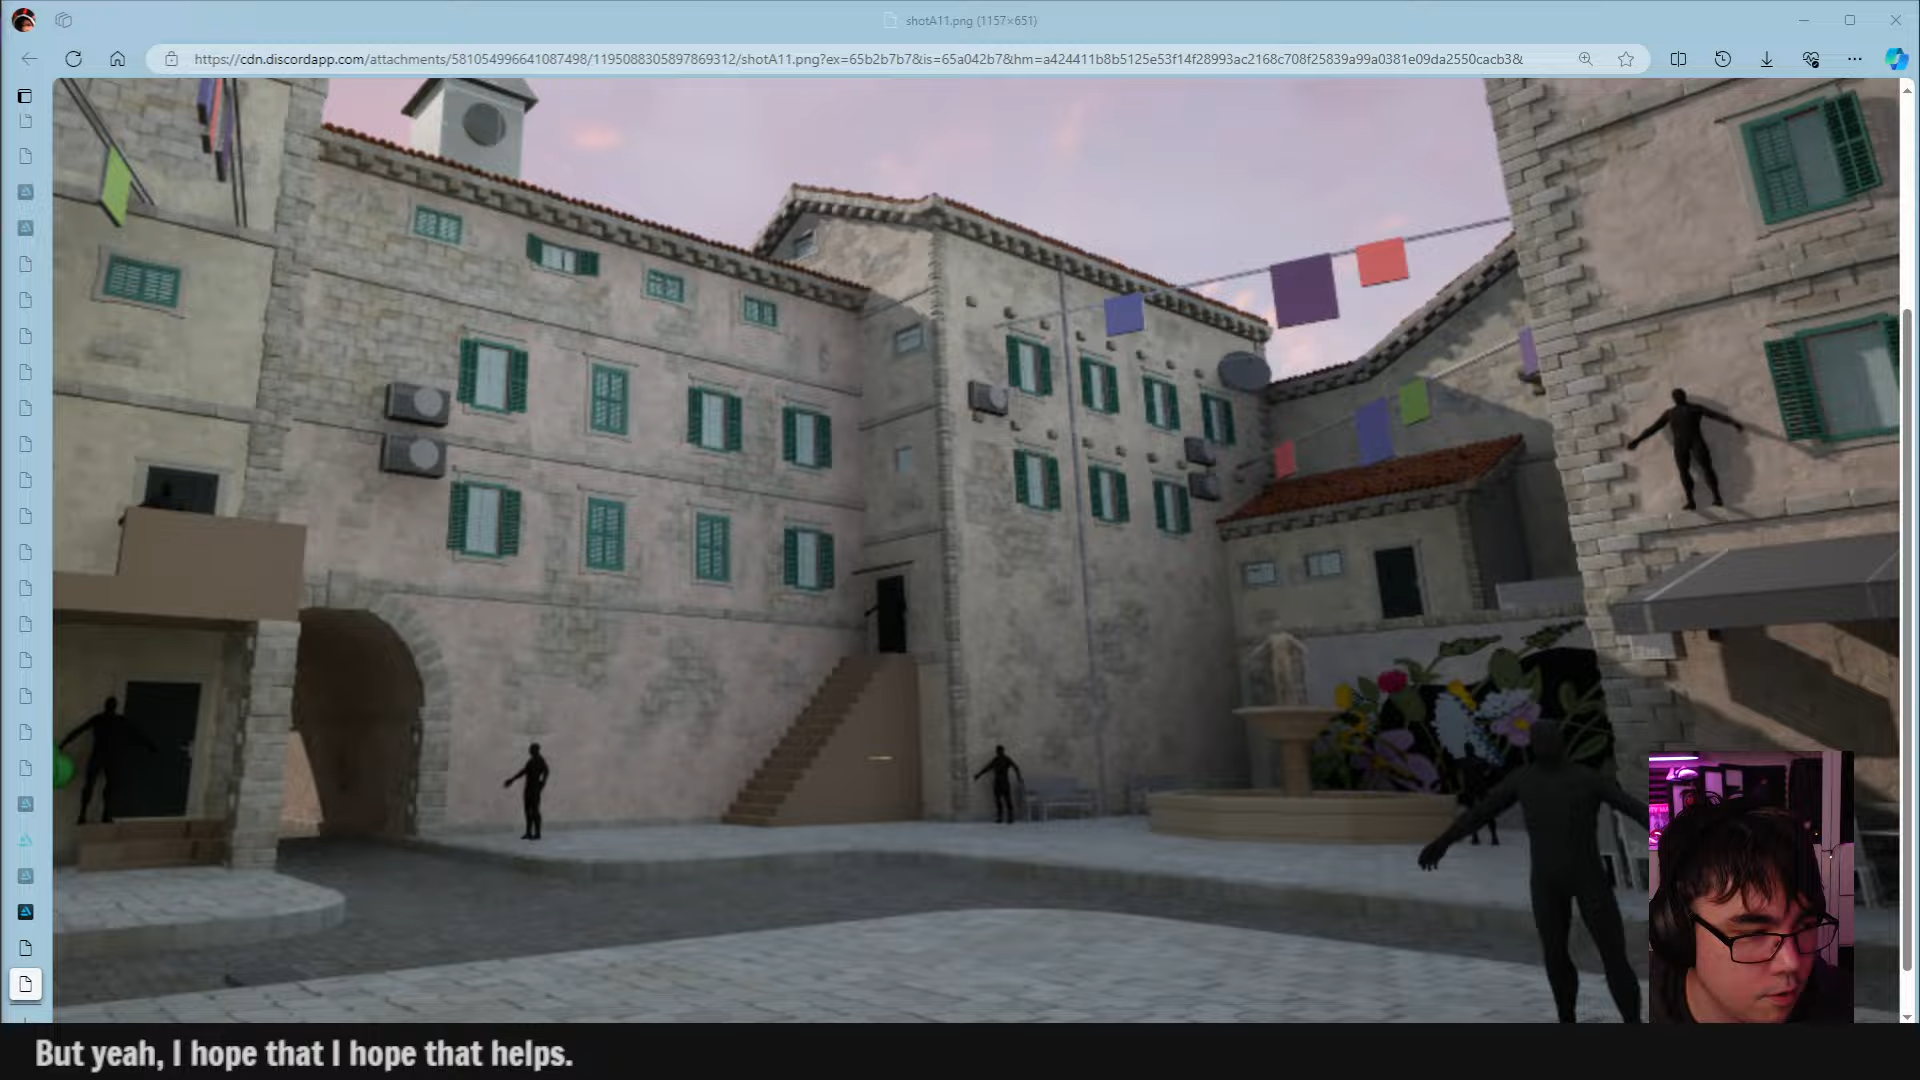 shotA11.png (1157×651)
https://cdn.discordapp.com/attachments/581054996641087498/1195088305897869312/shotA11.png?ex=65b2b7b7&is=65a042b7&hm=a424411b8b5125e53f14f28993ac2168c708f25839a99a0381e09da2550cacb3&
But yeah, I hope that I hope that helps.